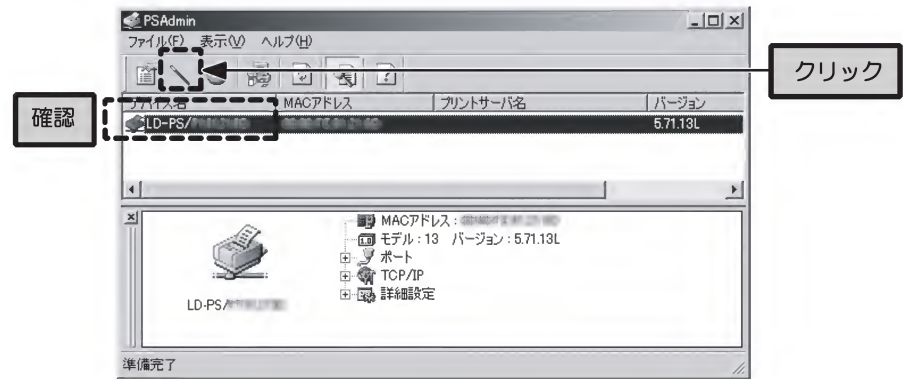 PSAdmin
ファイル(F) 表示(V) ヘルプ(H)
クリック
デバイス名 MACアドレス プリントサーバ名 バージョン
確認
LD-PS/ 5.71.13L
MACアドレス:
モデル:13 バージョン:5.71.13L
ポート
TCP/IP
詳細設定
LD-PS/
準備完了